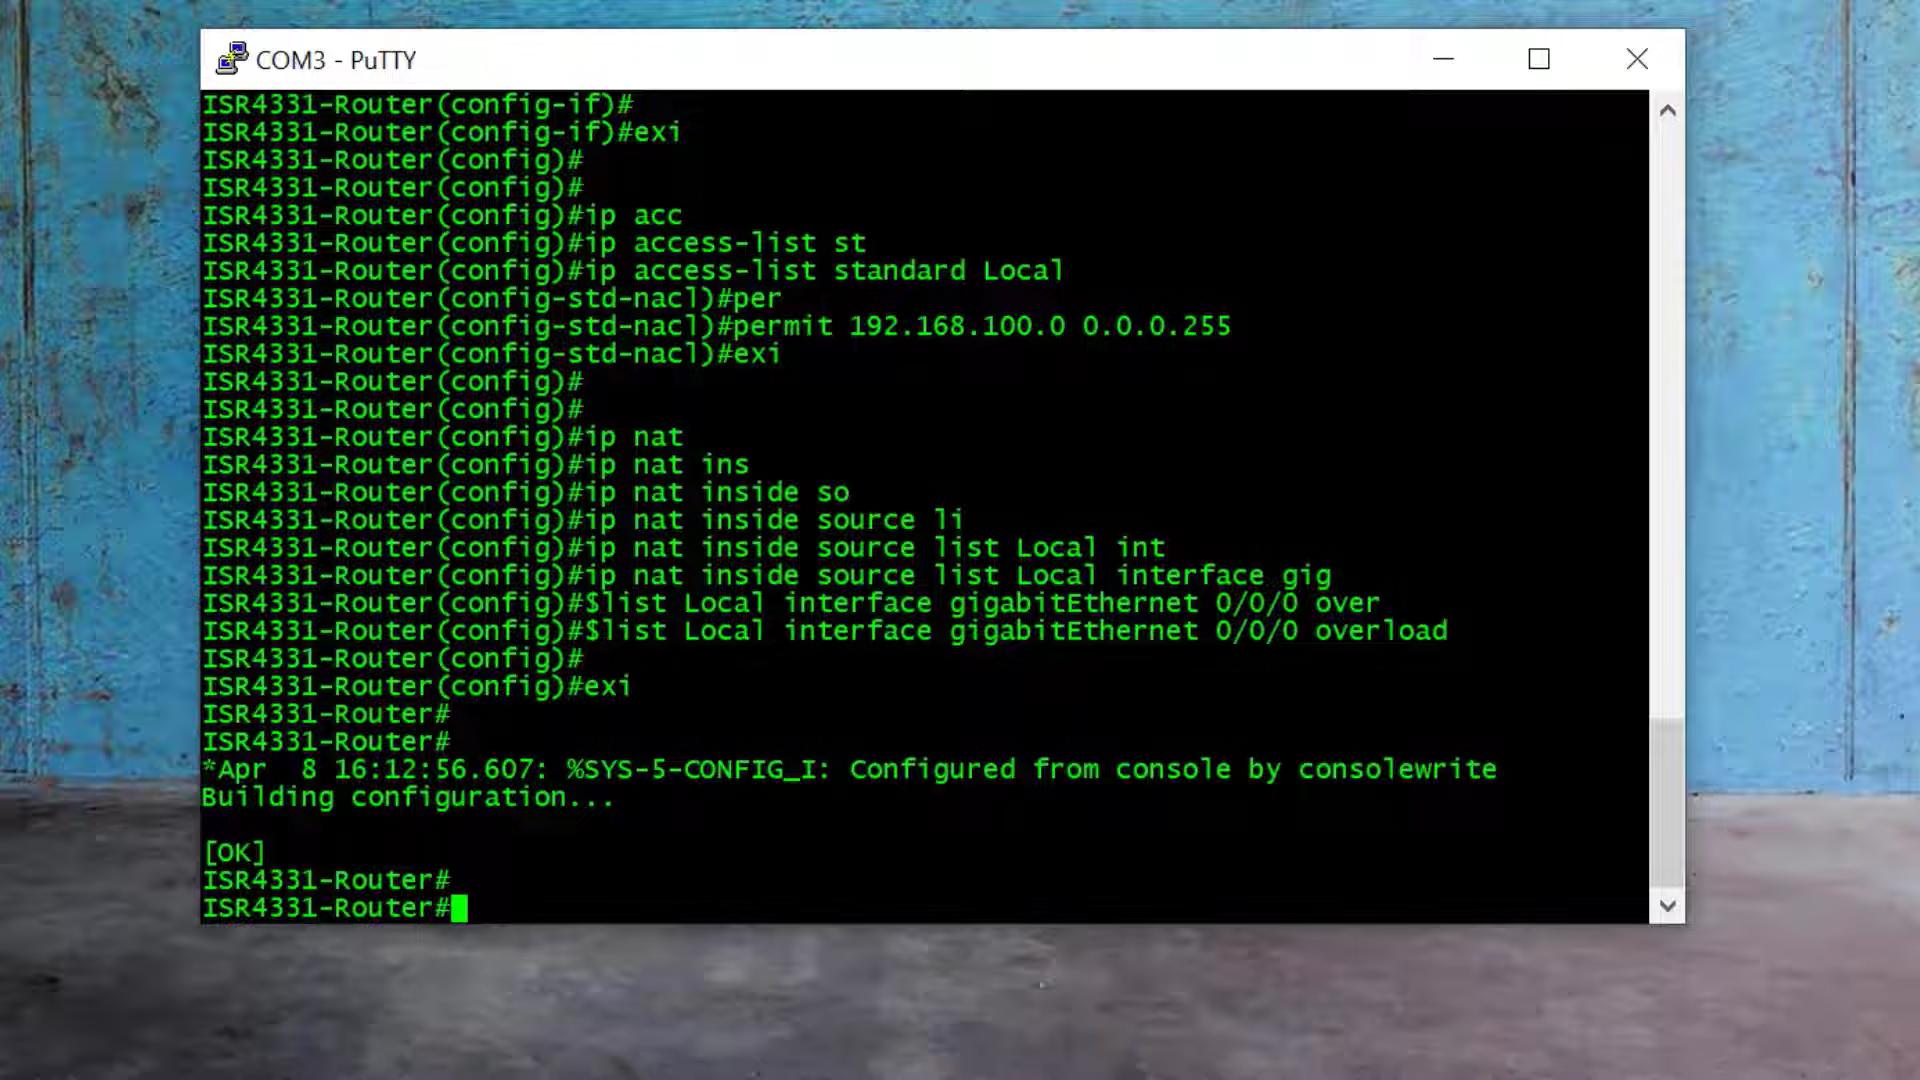 COM3 - PuTTY
ISR4331-Router(config-if)#
ISR4331-Router(config-if)#exi
ISR4331-Router(config)#
ISR4331-Router(config)#
ISR4331-Router(config)#ip acc
ISR4331-Router(config)#ip access-list st
ISR4331-Router(config)#ip access-list standard Local
ISR4331-Router(config-std-nacl)#per
ISR4331-Router(config-std-nacl)#permit 192.168.100.0 0.0.0.255
ISR4331-Router(config-std-nacl)#exi
ISR4331-Router(config)#
ISR4331-Router(config)#
ISR4331-Router(config)#ip nat
ISR4331-Router(config)#ip nat ins
ISR4331-Router(config)#ip nat inside so
ISR4331-Router(config)#ip nat inside source li
ISR4331-Router(config)#ip nat inside source list Local int
ISR4331-Router(config)#ip nat inside source list Local interface gig
ISR4331-Router(config)#$list Local interface gigabitEthernet 0/0/0 over
ISR4331-Router(config)#$list Local interface gigabitEthernet 0/0/0 overload
ISR4331-Router(config)#
ISR4331-Router(config)#exi
ISR4331-Router#
ISR4331-Router#
*Apr  8 16:12:56.607: %SYS-5-CONFIG_I: Configured from console by consolewrite
Building configuration...
[OK]
ISR4331-Router#
ISR4331-Router#